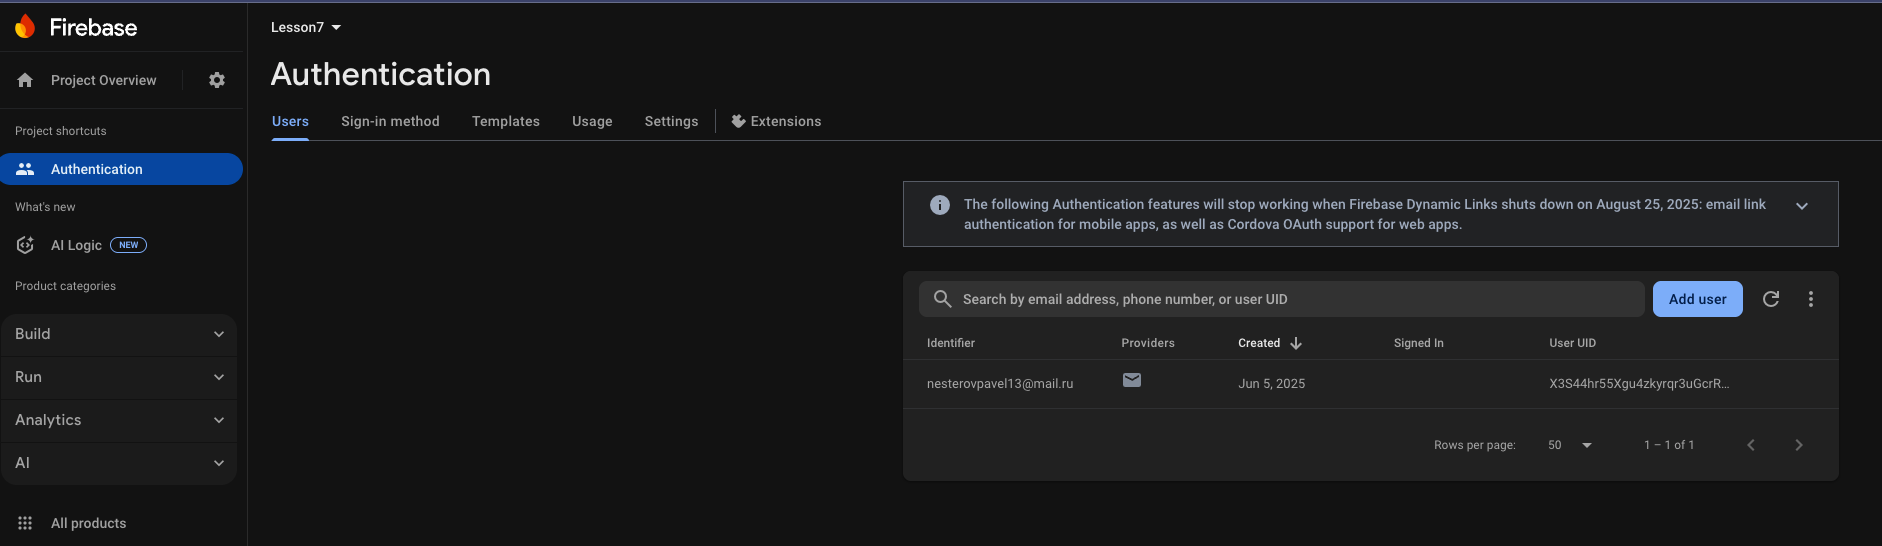 Firebase
Project Overview
Project shortcuts
Authentication
What's new
AI Logic NEW
Product categories
Build
Run
Analytics
AI
All products
Lesson7
Authentication
Users Sign-in method Templates Usage Settings Extensions
The following Authentication features will stop working when Firebase Dynamic Links shuts down on August 25, 2025: email link
authentication for mobile apps, as well as Cordova OAuth support for web apps.
Search by email address, phone number, or user UID Add user
Identifier Providers Created Signed In User UID
nesterovpavel13@mail.ru Jun 5, 2025 X3S44hr55Xgu4zkyrqr3uGcrR...
Rows per page: 50 1 – 1 of 1